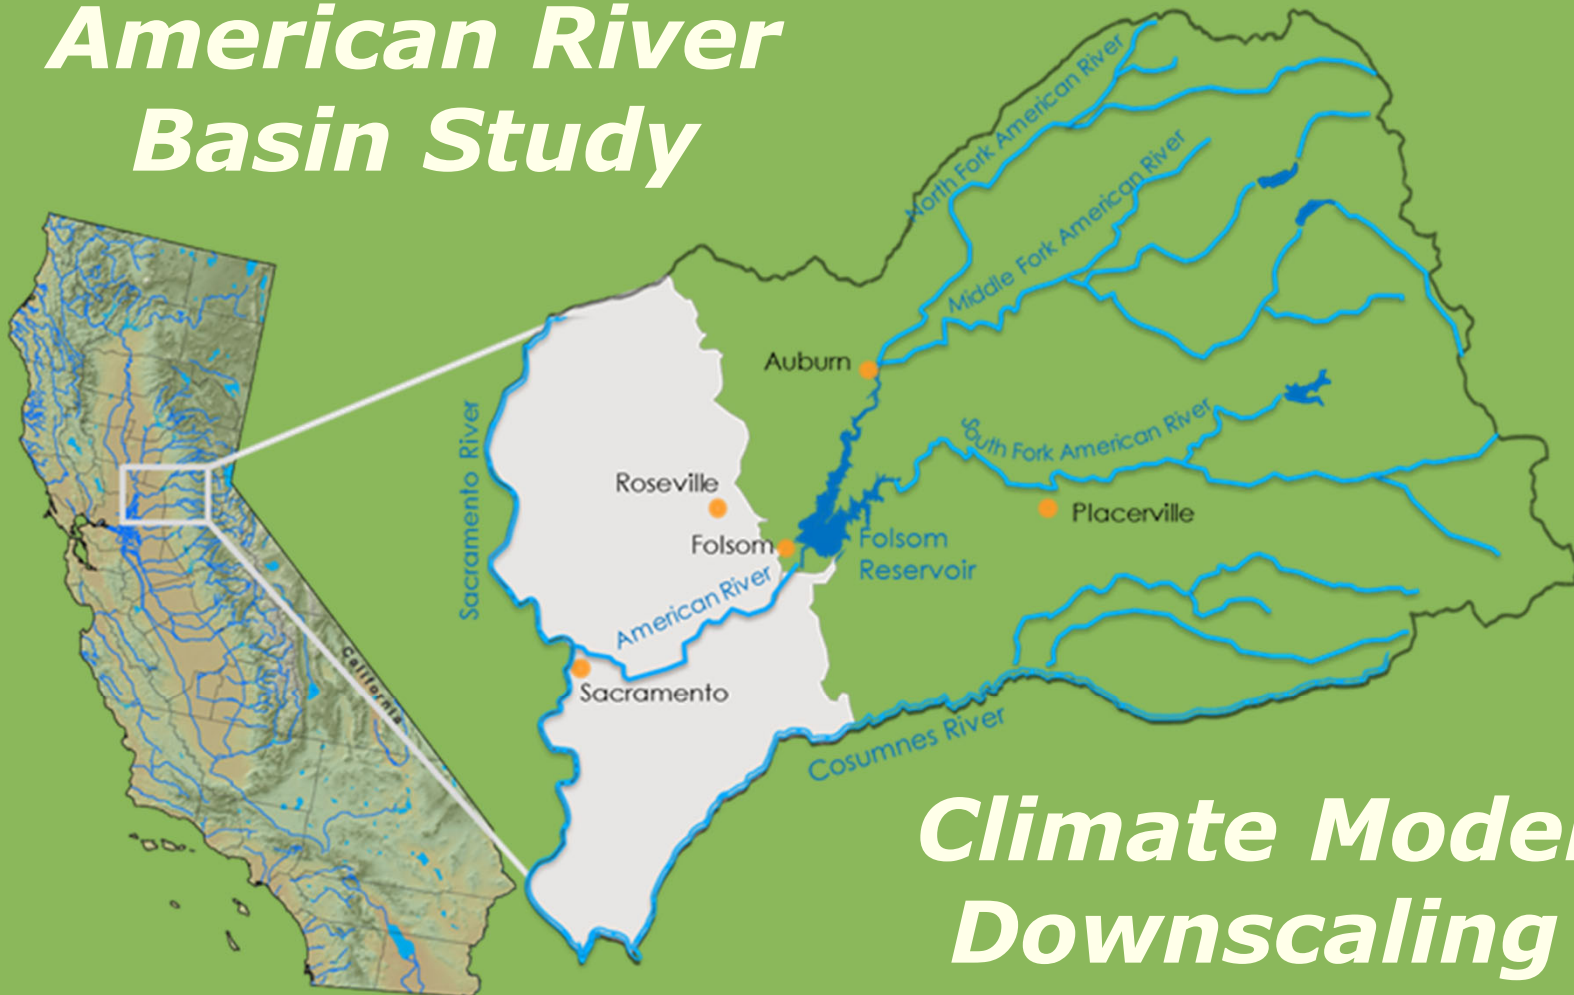 American River
Basin Study
North Fork American River
Middle Fork American River
Auburn
South Fork American River
Sacramento River
Roseville
Placerville
Folsom
Folsom
Reservoir
American River
California
Sacramento
Cosumnes River
Climate Model
Downscaling